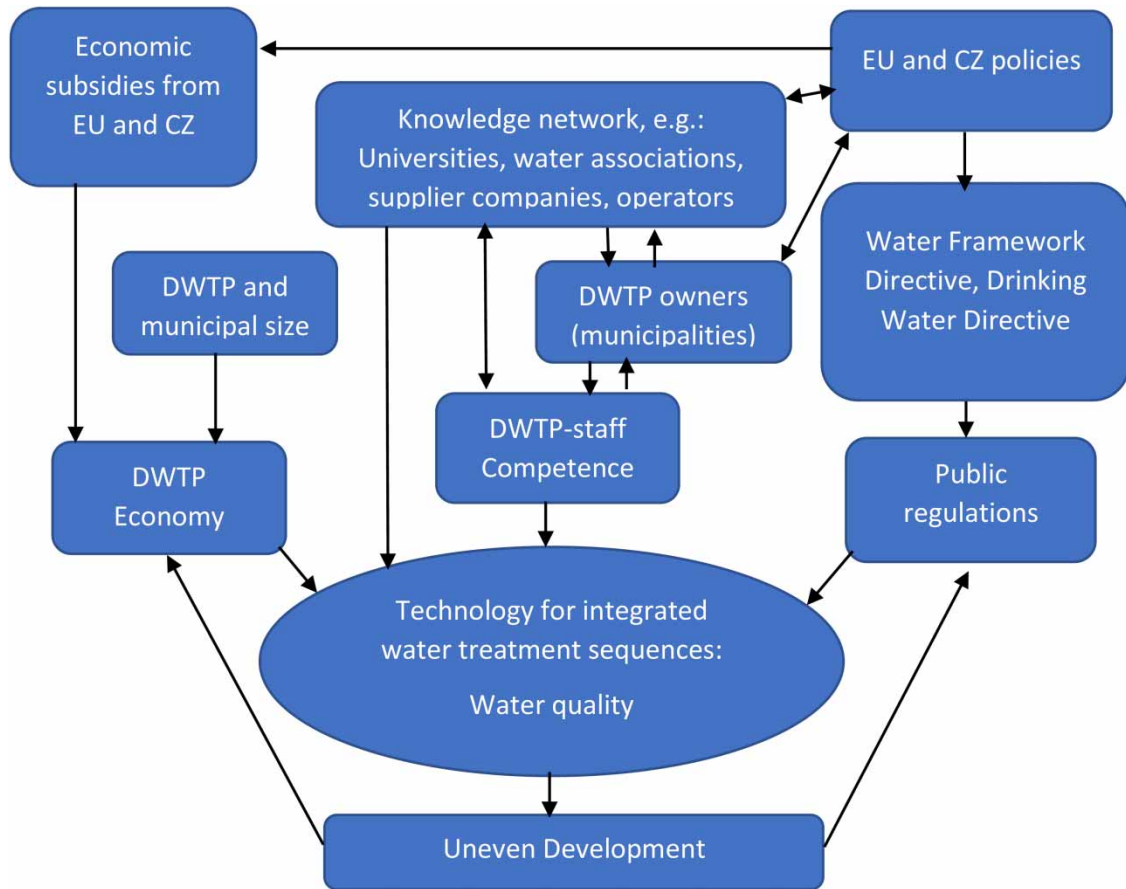 Economic
subsidies from
EU and CZ
EU and CZ policies
Knowledge network, e.g.:
Universities, water associations,
supplier companies, operators
Water Framework
Directive, Drinking
Water Directive
DWTP and
municipal size
DWTP owners
(municipalities)
DWTP-staff
Competence
DWTP
Economy
Public
regulations
Technology for integrated
water treatment sequences:
Water quality
Uneven Development